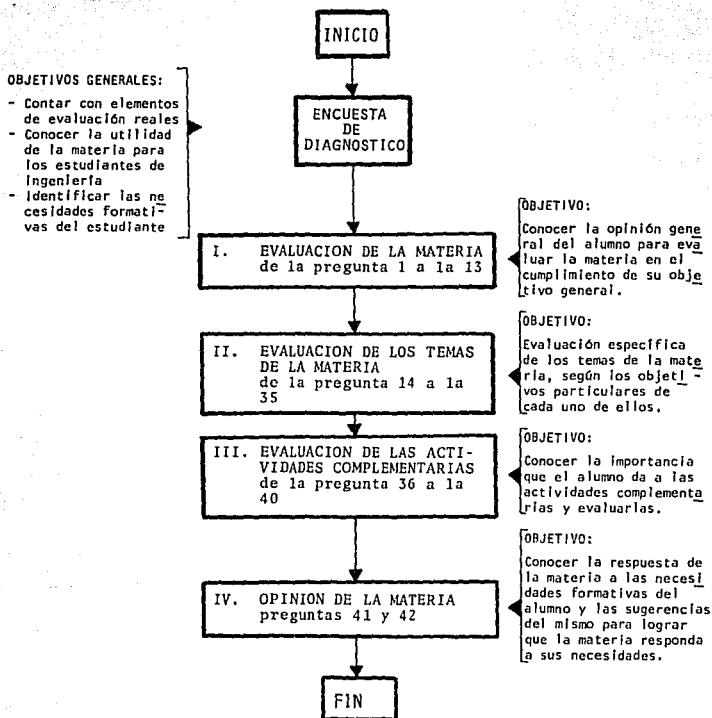 INICIO
OBJETIVOS GENERALES:
- Contar con elementos
de evaluación reales
- Conocer la utilidad
de la materia para
los estudiantes de
ingeniería
- Identificar las ne
cesidades formati-
vas del estudiante
ENCUESTA
DE
DIAGNOSTICO
I. EVALUACION DE LA MATERIA
de la pregunta 1 a la 13
OBJETIVO:
Conocer la opinión gene
ral del alumno para eva
luar la materia en el
cumplimiento de su obje
tivo general.
II. EVALUACION DE LOS TEMAS
DE LA MATERIA
de la pregunta 14 a la
35
OBJETIVO:
Evaluación específica
de los temas de la mate
ria, según los objeti -
vos particulares de
cada uno de ellos.
III. EVALUACION DE LAS ACTI-
VIDADES COMPLEMENTARIAS
de la pregunta 36 a la
40
OBJETIVO:
Conocer la importancia
que el alumno da a las
actividades complementa
rias y evaluarlas.
IV. OPINION DE LA MATERIA
preguntas 41 y 42
OBJETIVO:
Conocer la respuesta de
la materia a las necesi
dades formativas del
alumno y las sugerencias
del mismo para lograr
que la materia responda
a sus necesidades.
FIN